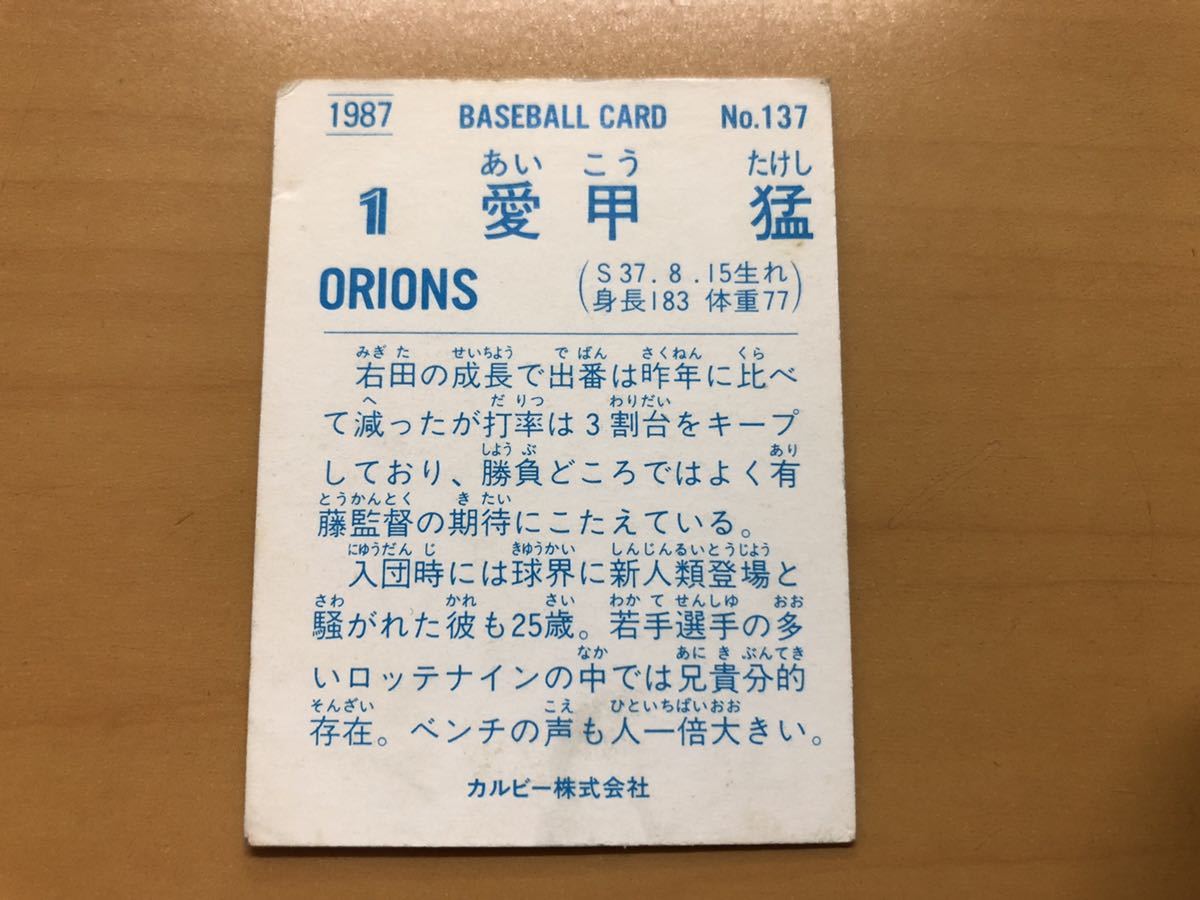 1987 BASEBALL CARD No.137
あい こう たけし
1 愛甲 猛
ORIONS (S37.8.15生れ
身長183 体重77)
みぎた せいちよう でばん さくねん くら
右田の成長で出番は昨年に比べ
へ だりつ わりだい
て減ったが打率は3割台をキープ
しようぶ あり
しており、勝負どころではよく有
とうかんとく きたい
藤監督の期待にこたえている。
にゆうだんじ きゆうかい しんじんるいとうじよう
入団時には球界に新人類登場と
さわ かれ さい わかてせんしゆ おお
騒がれた彼も25歳。若手選手の多
なか あにきぶんてき
いロッテナインの中では兄貴分的
そんざい こえ ひといちばいおお
存在。ベンチの声も人一倍大きい。
カルビー株式会社